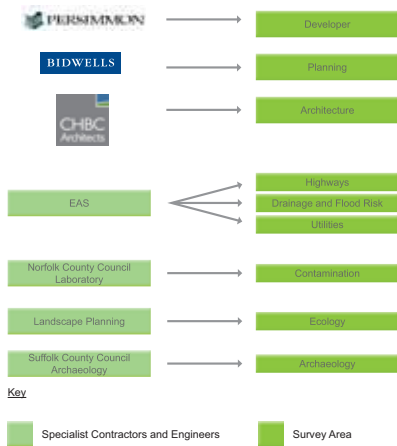 PERSIMMON
Developer
BIDWELLS
Planning
CHBC
Architects
Architecture
EAS
Highways
Drainage and Flood Risk
Utilities
Norfolk County Council
Laboratory
Contamination
Landscape Planning
Ecology
Suffolk County Council
Archaeology
Archaeology
Key
Specialist Contractors and Engineers
Survey Area